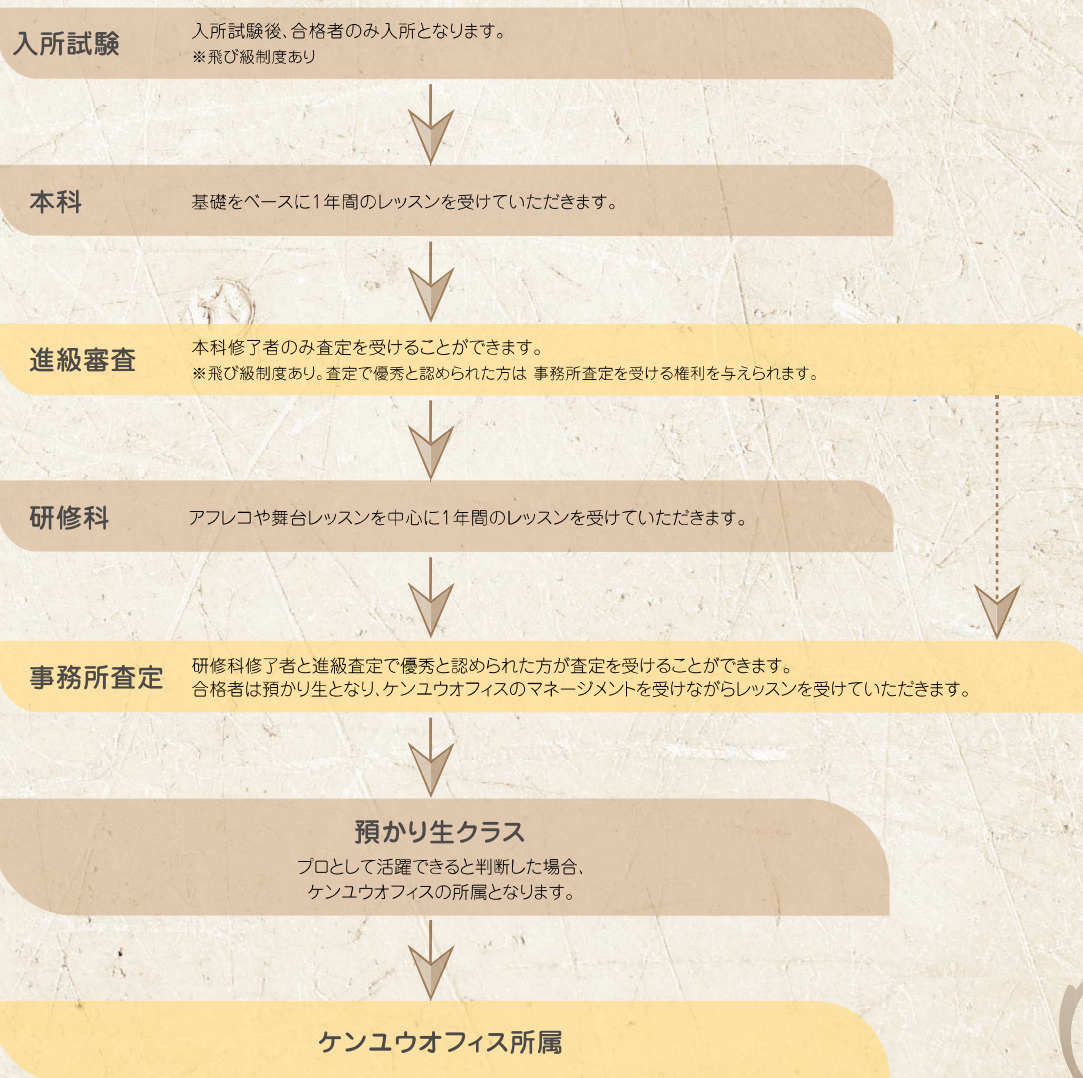 入所試験
入所試験後、合格者のみ入所となります。
※飛び級制度あり
本科
基礎をベースに1年間のレッスンを受けていただきます。
進級審査
本科修了者のみ査定を受けることができます。
※飛び級制度あり。査定で優秀と認められた方は 事務所査定を受ける権利を与えられます。
研修科
アフレコや舞台レッスンを中心に1年間のレッスンを受けていただきます。
事務所査定
研修科修了者と進級査定で優秀と認められた方が査定を受けることができます。
合格者は預かり生となり、ケンユウオフィスのマネージメントを受けながらレッスンを受けていただきます。
預かり生クラス
プロとして活躍できると判断した場合、
ケンユウオフィスの所属となります。
ケンユウオフィス所属